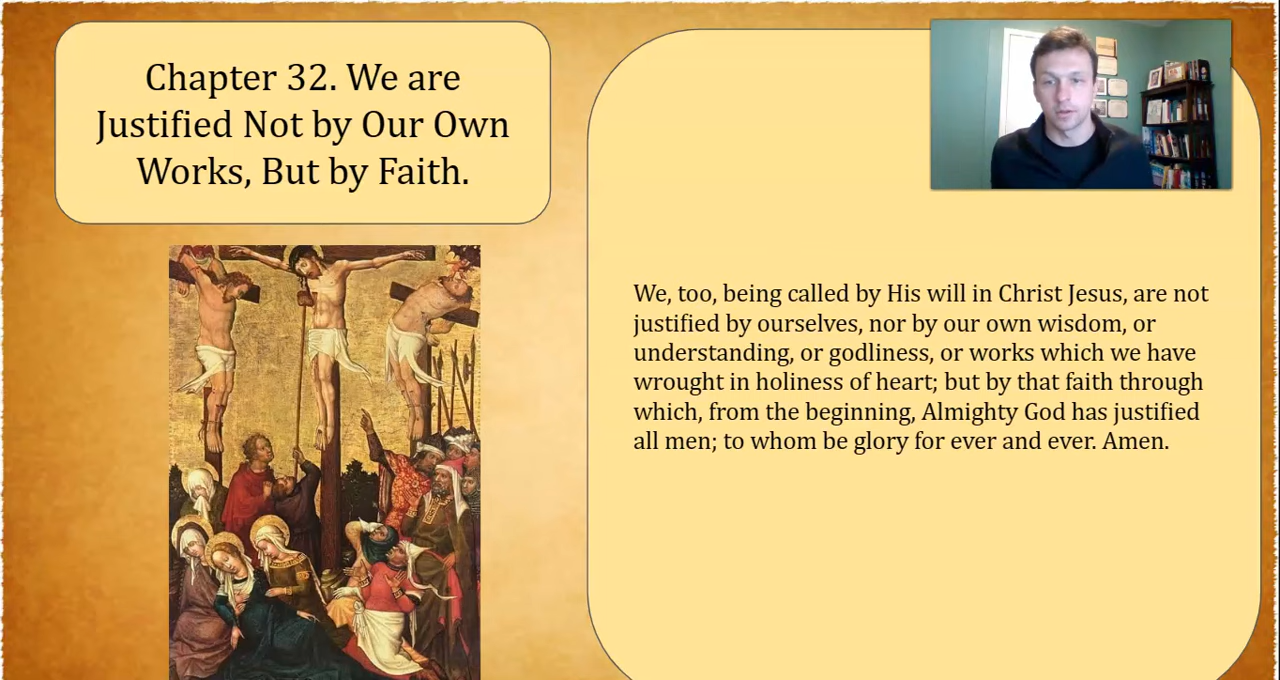 Chapter 32. We are
Justified Not by Our Own
Works, But by Faith.
We, too, being called by His will in Christ Jesus, are not
justified by ourselves, nor by our own wisdom, or
understanding, or godliness, or works which we have
wrought in holiness of heart; but by that faith through
which, from the beginning, Almighty God has justified
all men; to whom be glory for ever and ever. Amen.